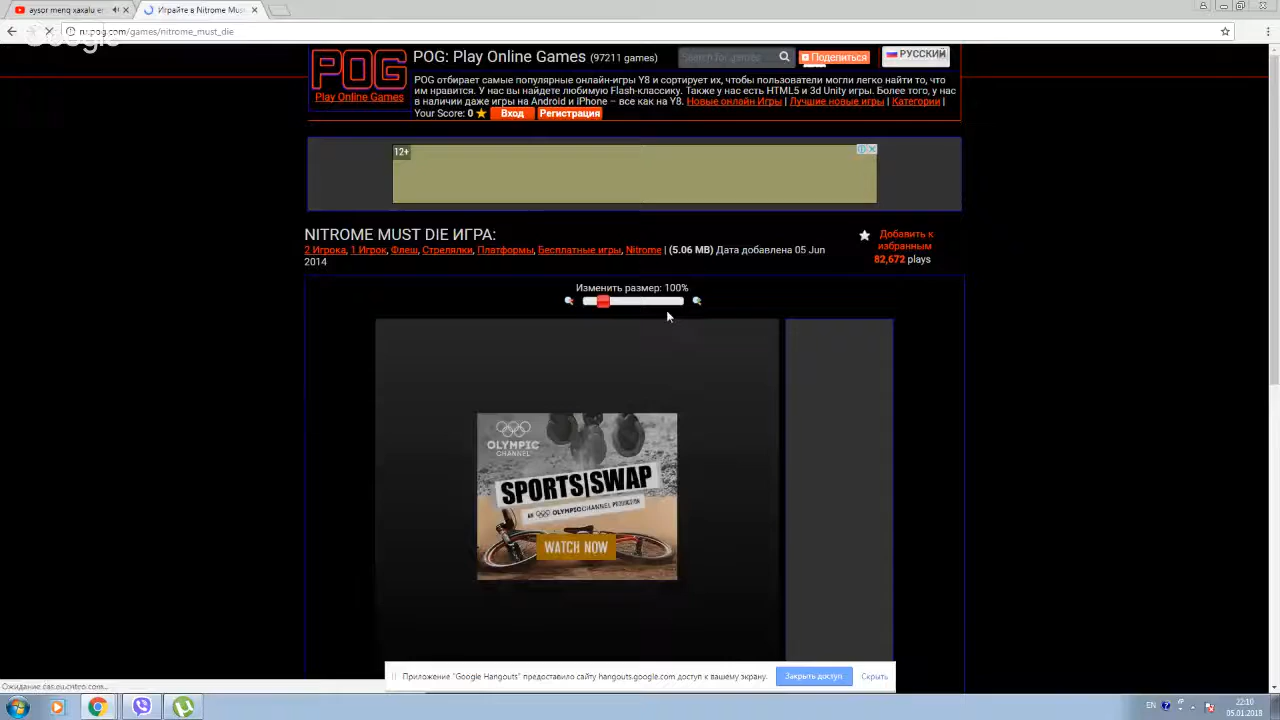 aysor menq xaxalu en
Играйте в Nitrome Mus
Google
ru.pog.com/games/nitrome_must_die
POG
Play Online Games
POG: Play Online Games (97211 games)
Search for games
Поделиться
РУССКИЙ
POG отбирает самые популярные онлайн-игры Y8 и сортирует их, чтобы пользователи могли легко найти то, что
им нравится. У нас вы найдете любимую Flash-классику. Также у нас есть HTML5 и 3d Unity игры. Более того, у нас
в наличии даже игры на Android и iPhone – все как на Y8. Новые онлайн Игры | Лучшие новые игры | Категории |
Your Score: 0 Вход Регистрация
12+
NITROME MUST DIE ИГРА:
2 Игрока, 1 Игрок, Флеш, Стрелялки, Платформы, Бесплатные игры, Nitrome | (5.06 MB) Дата добавлена 05 Jun
2014
Добавить к
избранным
82,672 plays
Изменить размер: 100%
OLYMPIC
CHANNEL
SPORTS|SWAP
AN OLYMPIC CHANNEL PRODUCTION
WATCH NOW
Приложение "Google Hangouts" предоставило сайту hangouts.google.com доступ к вашему экрану.
Закрыть доступ
Скрыть
EN
22:10
05.01.2018